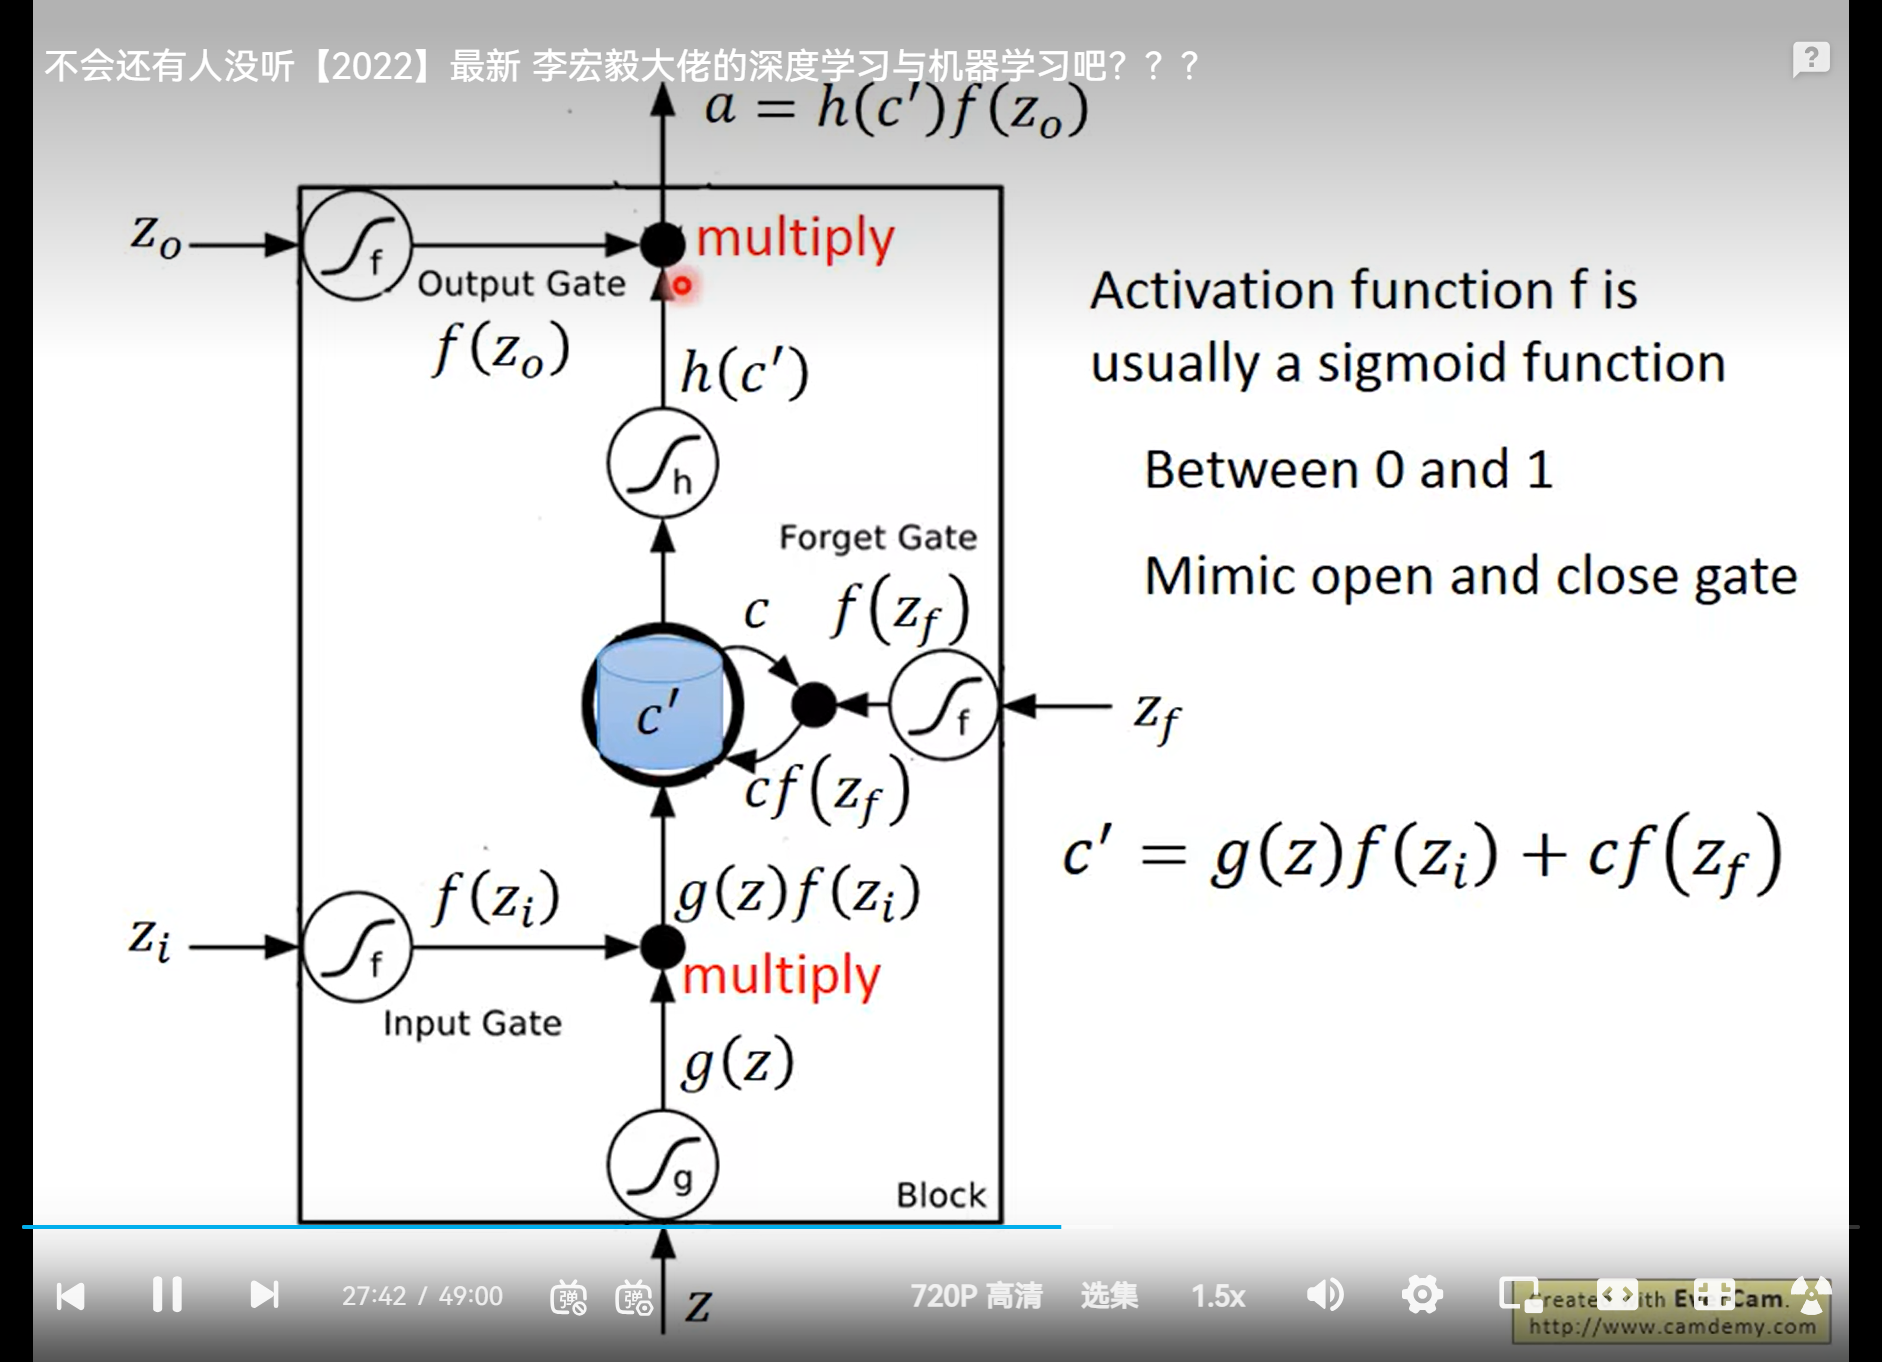 不会还有人没听【2022】最新 李宏毅大佬的深度学习与机器学习吧？？？
?
a = h(c′)f(z_o)
z_o
f
multiply
Output Gate
f(z_o)
h(c′)
h
Activation function f is
usually a sigmoid function
Between 0 and 1
Mimic open and close gate
Forget Gate
c f(z_f)
c′
f
z_f
cf(z_f)
c′ = g(z)f(z_i) + cf(z_f)
f(z_i)
g(z)f(z_i)
z_i
f
multiply
Input Gate
g(z)
g
Block
z
27:42 / 49:00
弹
弹
720P 高清
选集
1.5x
Created with EverCam.
http://www.camdemy.com